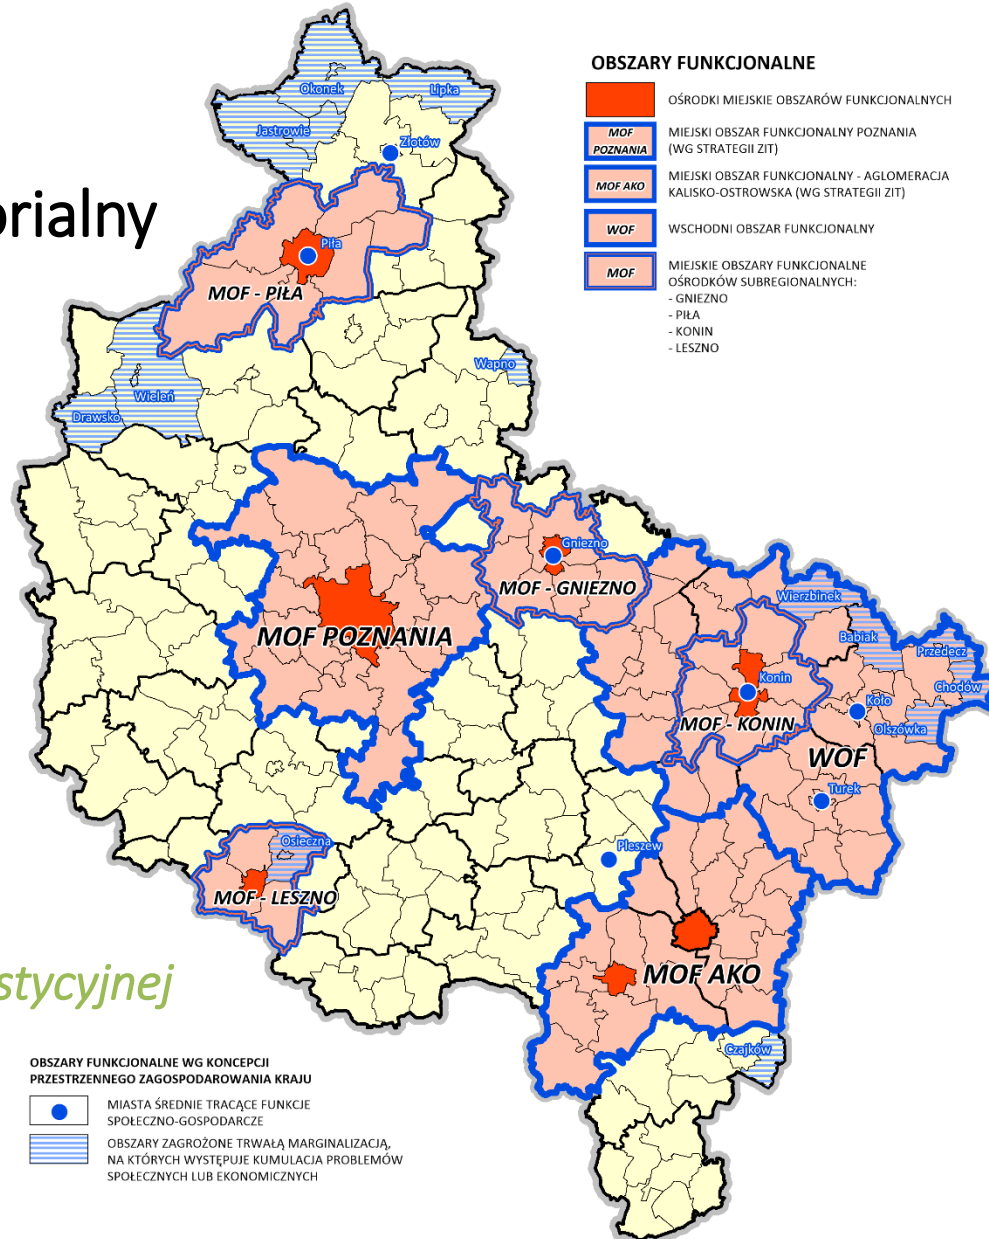 orialny
stycyjnej
OBSZARY FUNKCJONALNE
OŚRODKI MIEJSKIE OBSZARÓW FUNKCJONALNYCH
MOF
POZNANIA
MIEJSKI OBSZAR FUNKCJONALNY POZNANIA
(WG STRATEGII ZIT)
MOF AKO
MIEJSKI OBSZAR FUNKCJONALNY - AGLOMERACJA
KALISKO-OSTROWSKA (WG STRATEGII ZIT)
WOF
WSCHODNI OBSZAR FUNKCJONALNY
MOF
MIEJSKIE OBSZARY FUNKCJONALNE
OŚRODKÓW SUBREGIONALNYCH:
- GNIEZNO
- PIŁA
- KONIN
- LESZNO
Okonek
Lipka
Jastrowie
Złotów
Piła
MOF - PIŁA
Wapno
Wieleń
Drawsko
Gniezno
MOF - GNIEZNO
MOF POZNANIA
Wierzbinek
Babiak
Przedecz
Chodów
Konin
Koło
MOF - KONIN
Olszówka
WOF
Turek
Osieczna
Pleszew
MOF - LESZNO
MOF AKO
Czajków
OBSZARY FUNKCJONALNE WG KONCEPCJI
PRZESTRZENNEGO ZAGOSPODAROWANIA KRAJU
MIASTA ŚREDNIE TRACĄCE FUNKCJE
SPOŁECZNO-GOSPODARCZE
OBSZARY ZAGROŻONE TRWAŁĄ MARGINALIZACJĄ,
NA KTÓRYCH WYSTĘPUJE KUMULACJA PROBLEMÓW
SPOŁECZNYCH LUB EKONOMICZNYCH